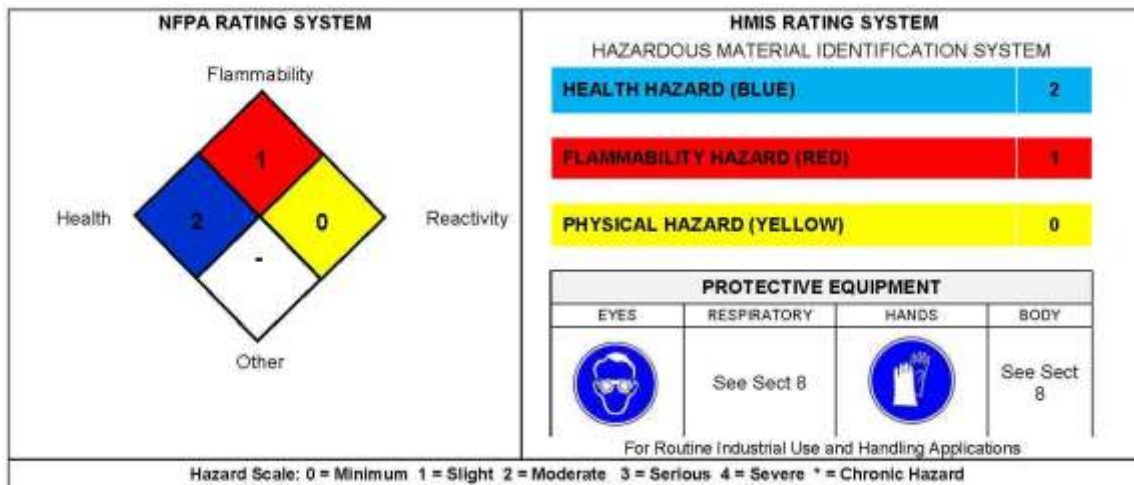 NFPA RATING SYSTEM
Flammability
1
Health
2
0
Reactivity
-
Other
HMIS RATING SYSTEM
HAZARDOUS MATERIAL IDENTIFICATION SYSTEM
HEALTH HAZARD (BLUE) 2
FLAMMABILITY HAZARD (RED) 1
PHYSICAL HAZARD (YELLOW) 0
PROTECTIVE EQUIPMENT
EYES RESPIRATORY HANDS BODY
See Sect 8
See Sect
8
For Routine Industrial Use and Handling Applications
Hazard Scale: 0 = Minimum 1 = Slight 2 = Moderate 3 = Serious 4 = Severe * = Chronic Hazard